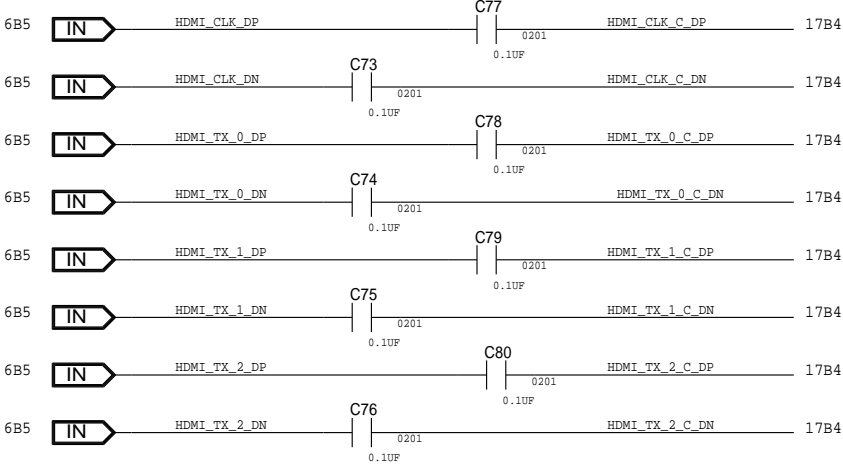 C77
6B5 IN HDMI_CLK_DP 0201 HDMI_CLK_C_DP 17B4
0.1UF
C73
6B5 IN HDMI_CLK_DN 0201 HDMI_CLK_C_DN 17B4
0.1UF
C78
6B5 IN HDMI_TX_0_DP 0201 HDMI_TX_0_C_DP 17B4
0.1UF
C74
6B5 IN HDMI_TX_0_DN 0201 HDMI_TX_0_C_DN 17B4
0.1UF
C79
6B5 IN HDMI_TX_1_DP 0201 HDMI_TX_1_C_DP 17B4
0.1UF
C75
6B5 IN HDMI_TX_1_DN 0201 HDMI_TX_1_C_DN 17B4
0.1UF
C80
6B5 IN HDMI_TX_2_DP 0201 HDMI_TX_2_C_DP 17B4
0.1UF
C76
6B5 IN HDMI_TX_2_DN 0201 HDMI_TX_2_C_DN 17B4
0.1UF